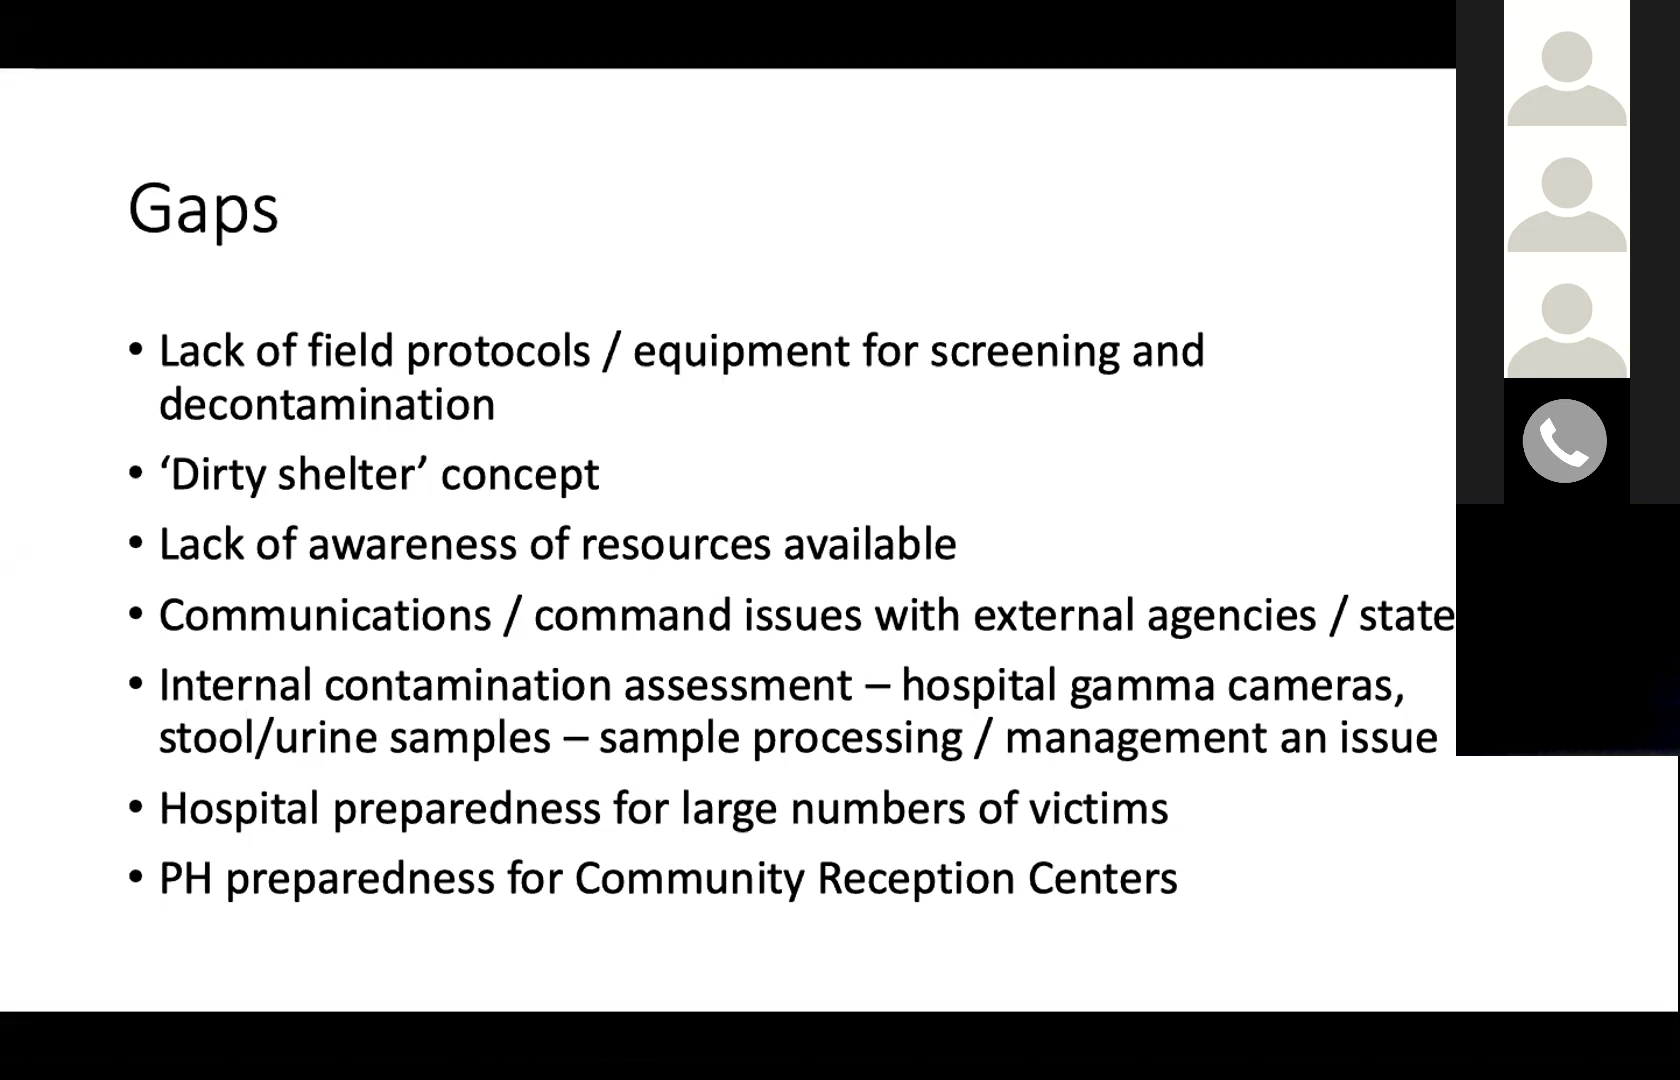 Gaps
• Lack of field protocols / equipment for screening and
decontamination
• ‘Dirty shelter’ concept
• Lack of awareness of resources available
• Communications / command issues with external agencies / state
• Internal contamination assessment – hospital gamma cameras,
stool/urine samples – sample processing / management an issue
• Hospital preparedness for large numbers of victims
• PH preparedness for Community Reception Centers